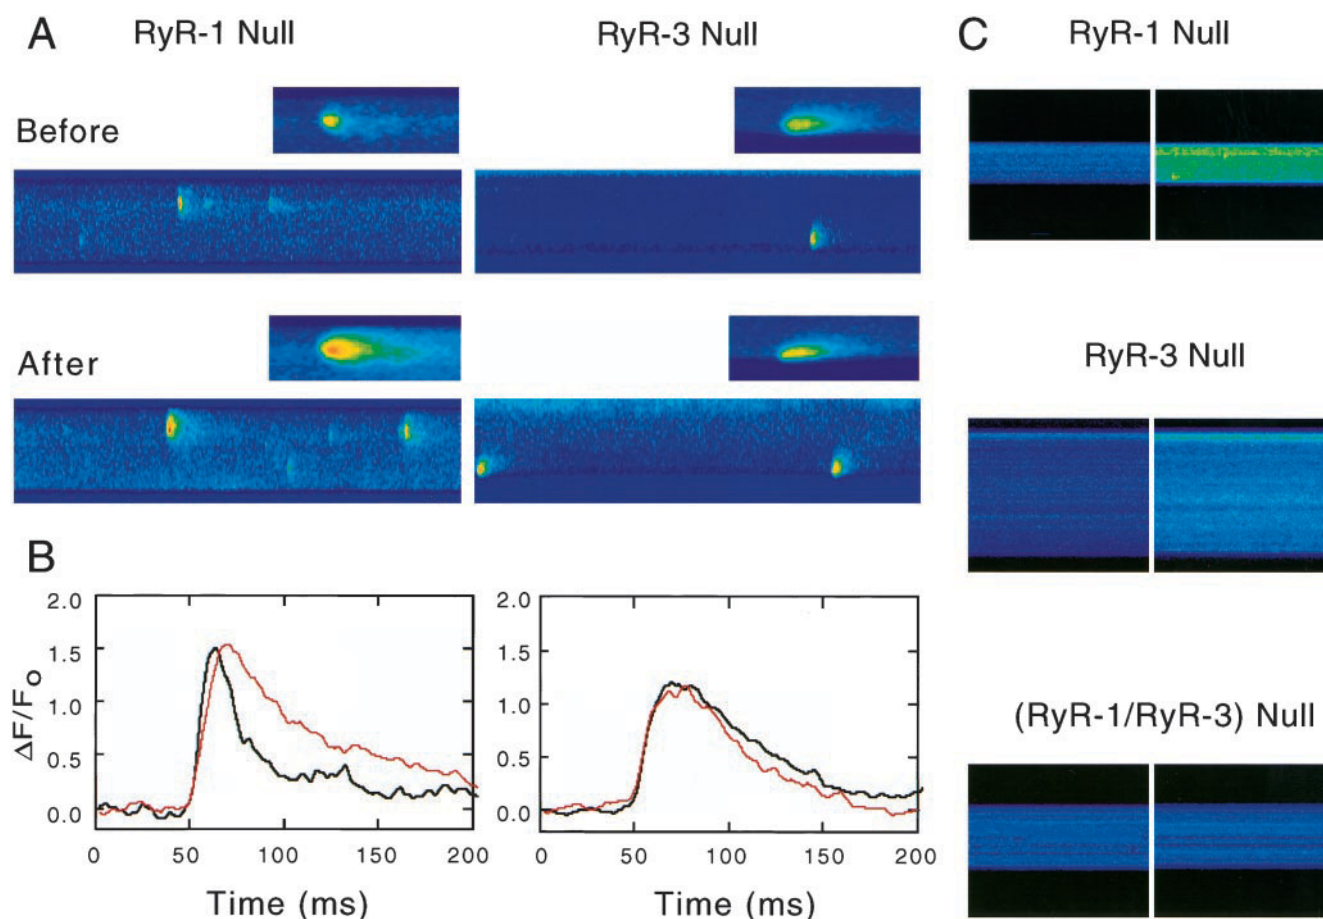 A
RyR-1 Null
RyR-3 Null
C
RyR-1 Null
Before
After
RyR-3 Null
B
2.0
1.5
1.0
0.5
0.0
ΔF/Fo
0 50 100 150 200
Time (ms)
2.0
1.5
1.0
0.5
0.0
0 50 100 150 200
Time (ms)
(RyR-1/RyR-3) Null